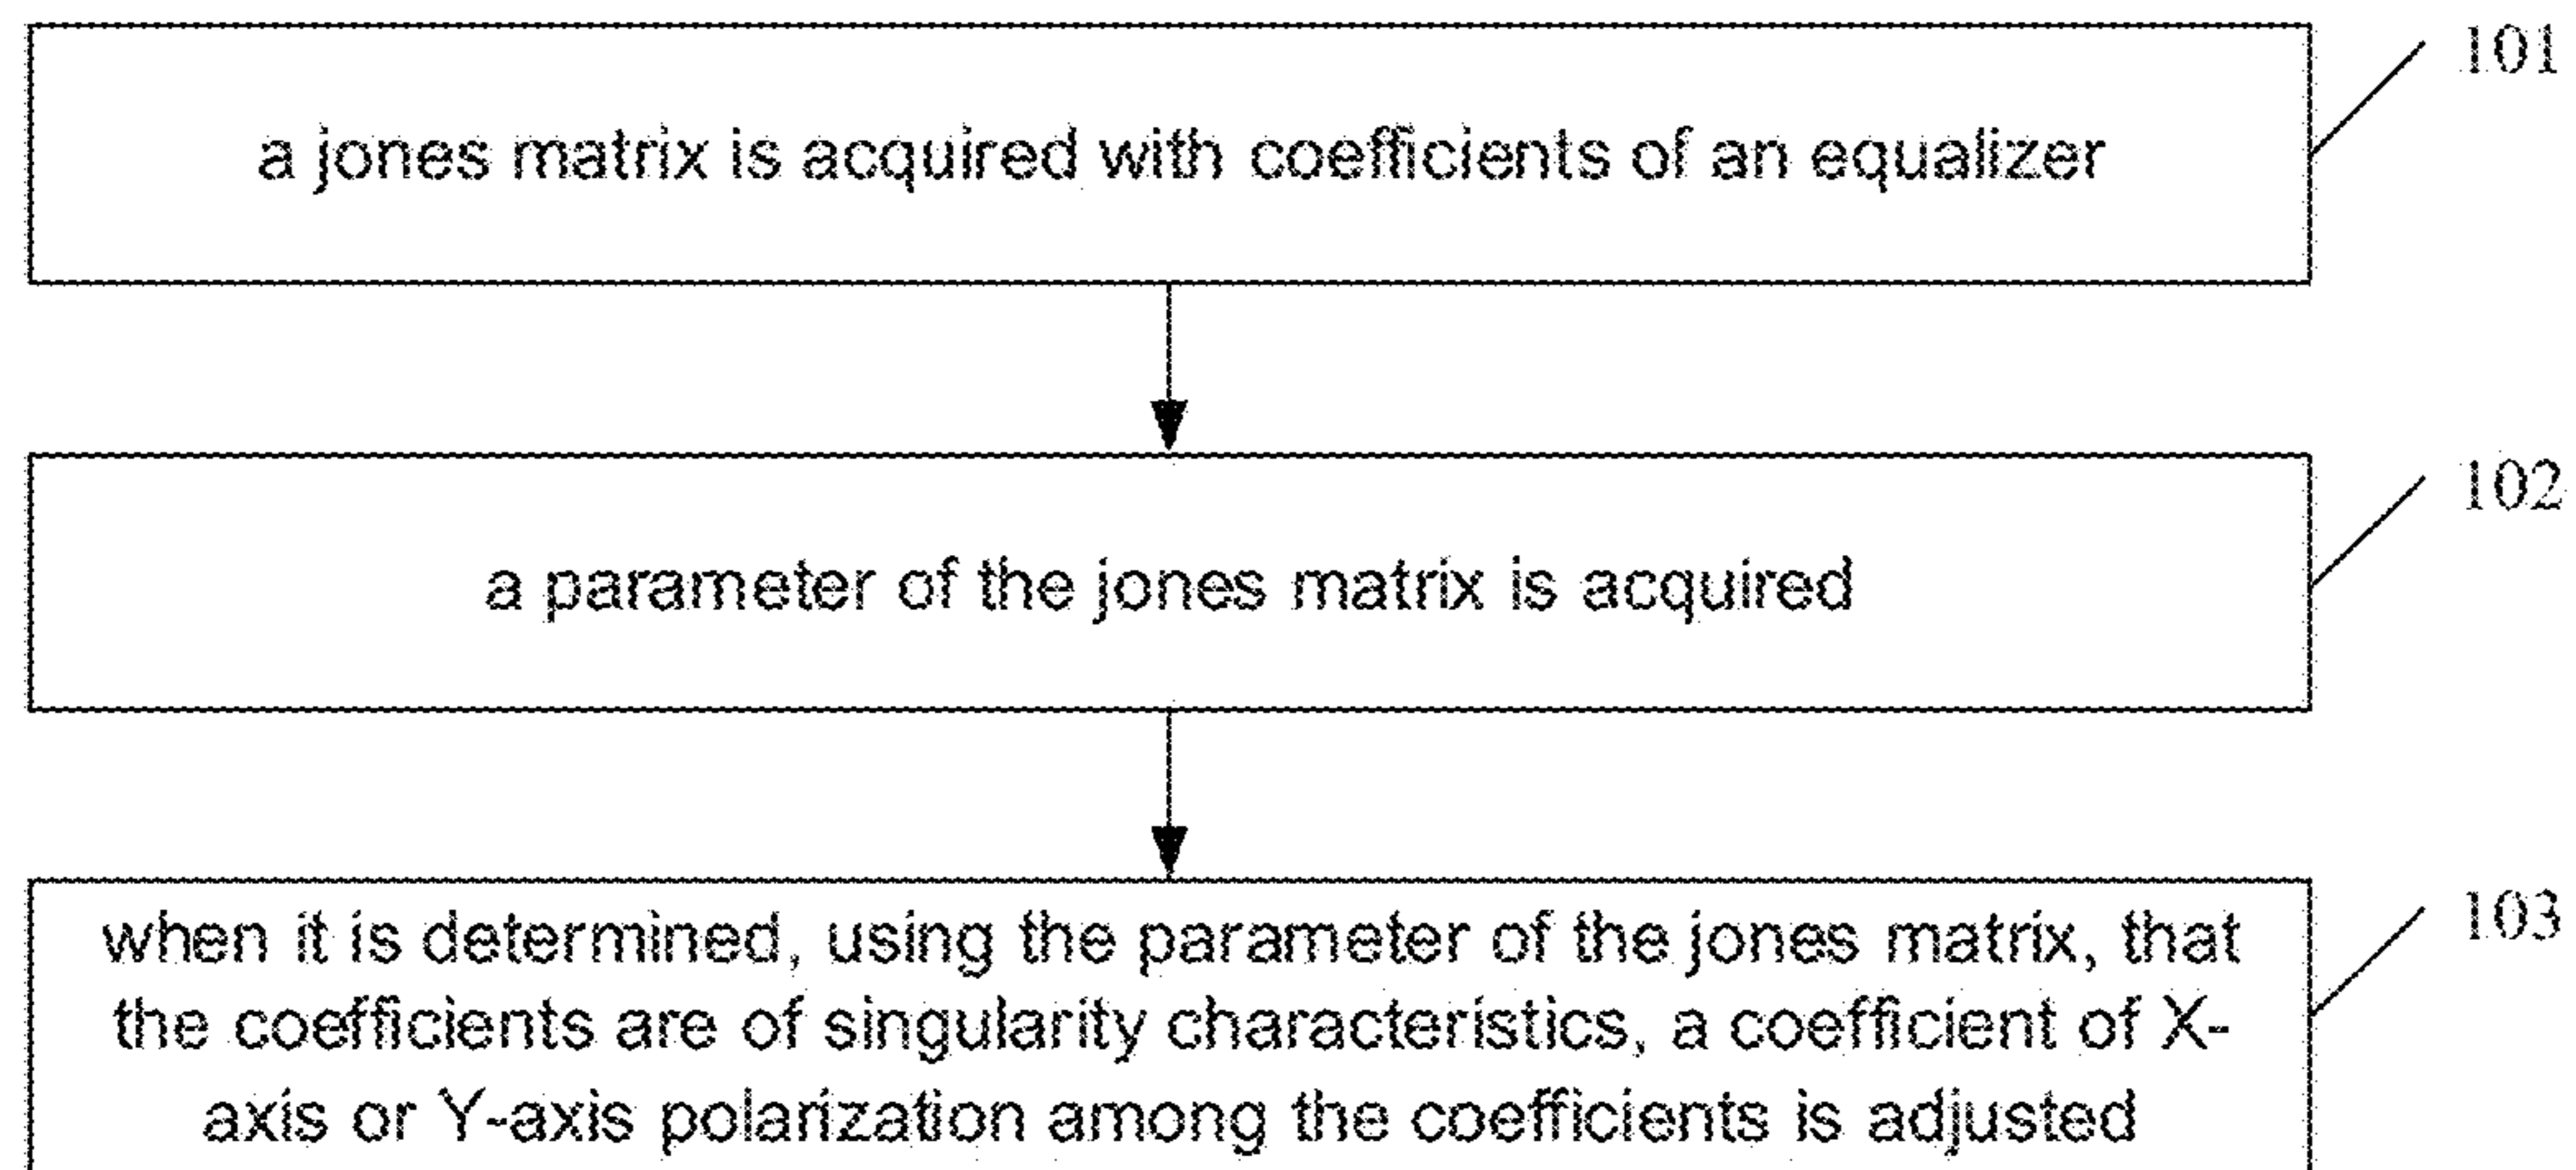 101
a jones matrix is acquired with coefficients of an equalizer
102
a parameter of the jones matrix is acquired
103
when it is determined, using the parameter of the jones matrix, that
the coefficients are of singularity characteristics, a coefficient of X-
axis or Y-axis polarization among the coefficients is adjusted